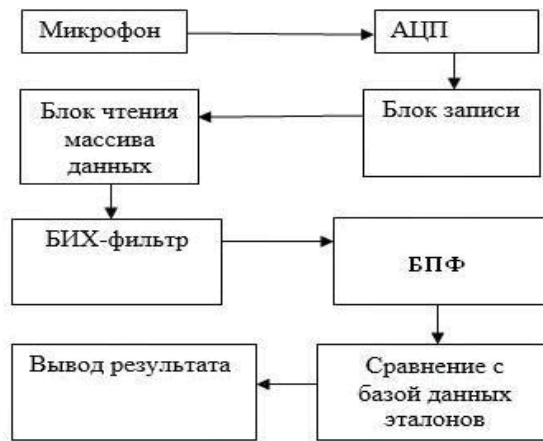 Микрофон
АЦП
Блок записи
Блок чтения
массива
данных
БИХ-фильтр
БПФ
Сравнение с
базой данных
эталонов
Вывод результата